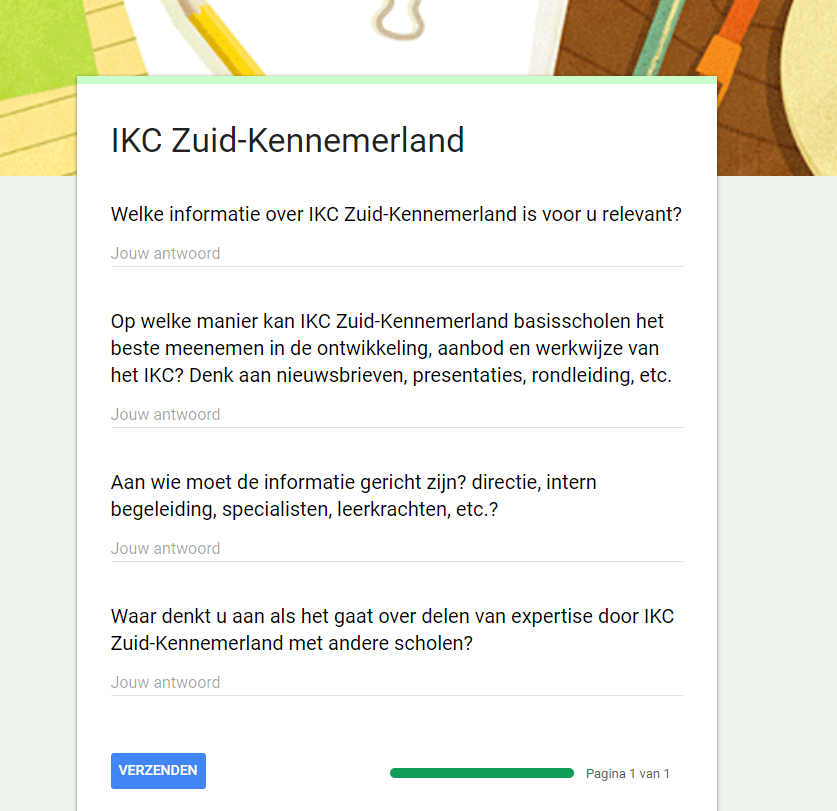 IKC Zuid-Kennemerland
Welke informatie over IKC Zuid-Kennemerland is voor u relevant?
Jouw antwoord
Op welke manier kan IKC Zuid-Kennemerland basisscholen het
beste meenemen in de ontwikkeling, aanbod en werkwijze van
het IKC? Denk aan nieuwsbrieven, presentaties, rondleiding, etc.
Jouw antwoord
Aan wie moet de informatie gericht zijn? directie, intern
begeleiding, specialisten, leerkrachten, etc.?
Jouw antwoord
Waar denkt u aan als het gaat over delen van expertise door IKC
Zuid-Kennemerland met andere scholen?
Jouw antwoord
VERZENDEN
Pagina 1 van 1